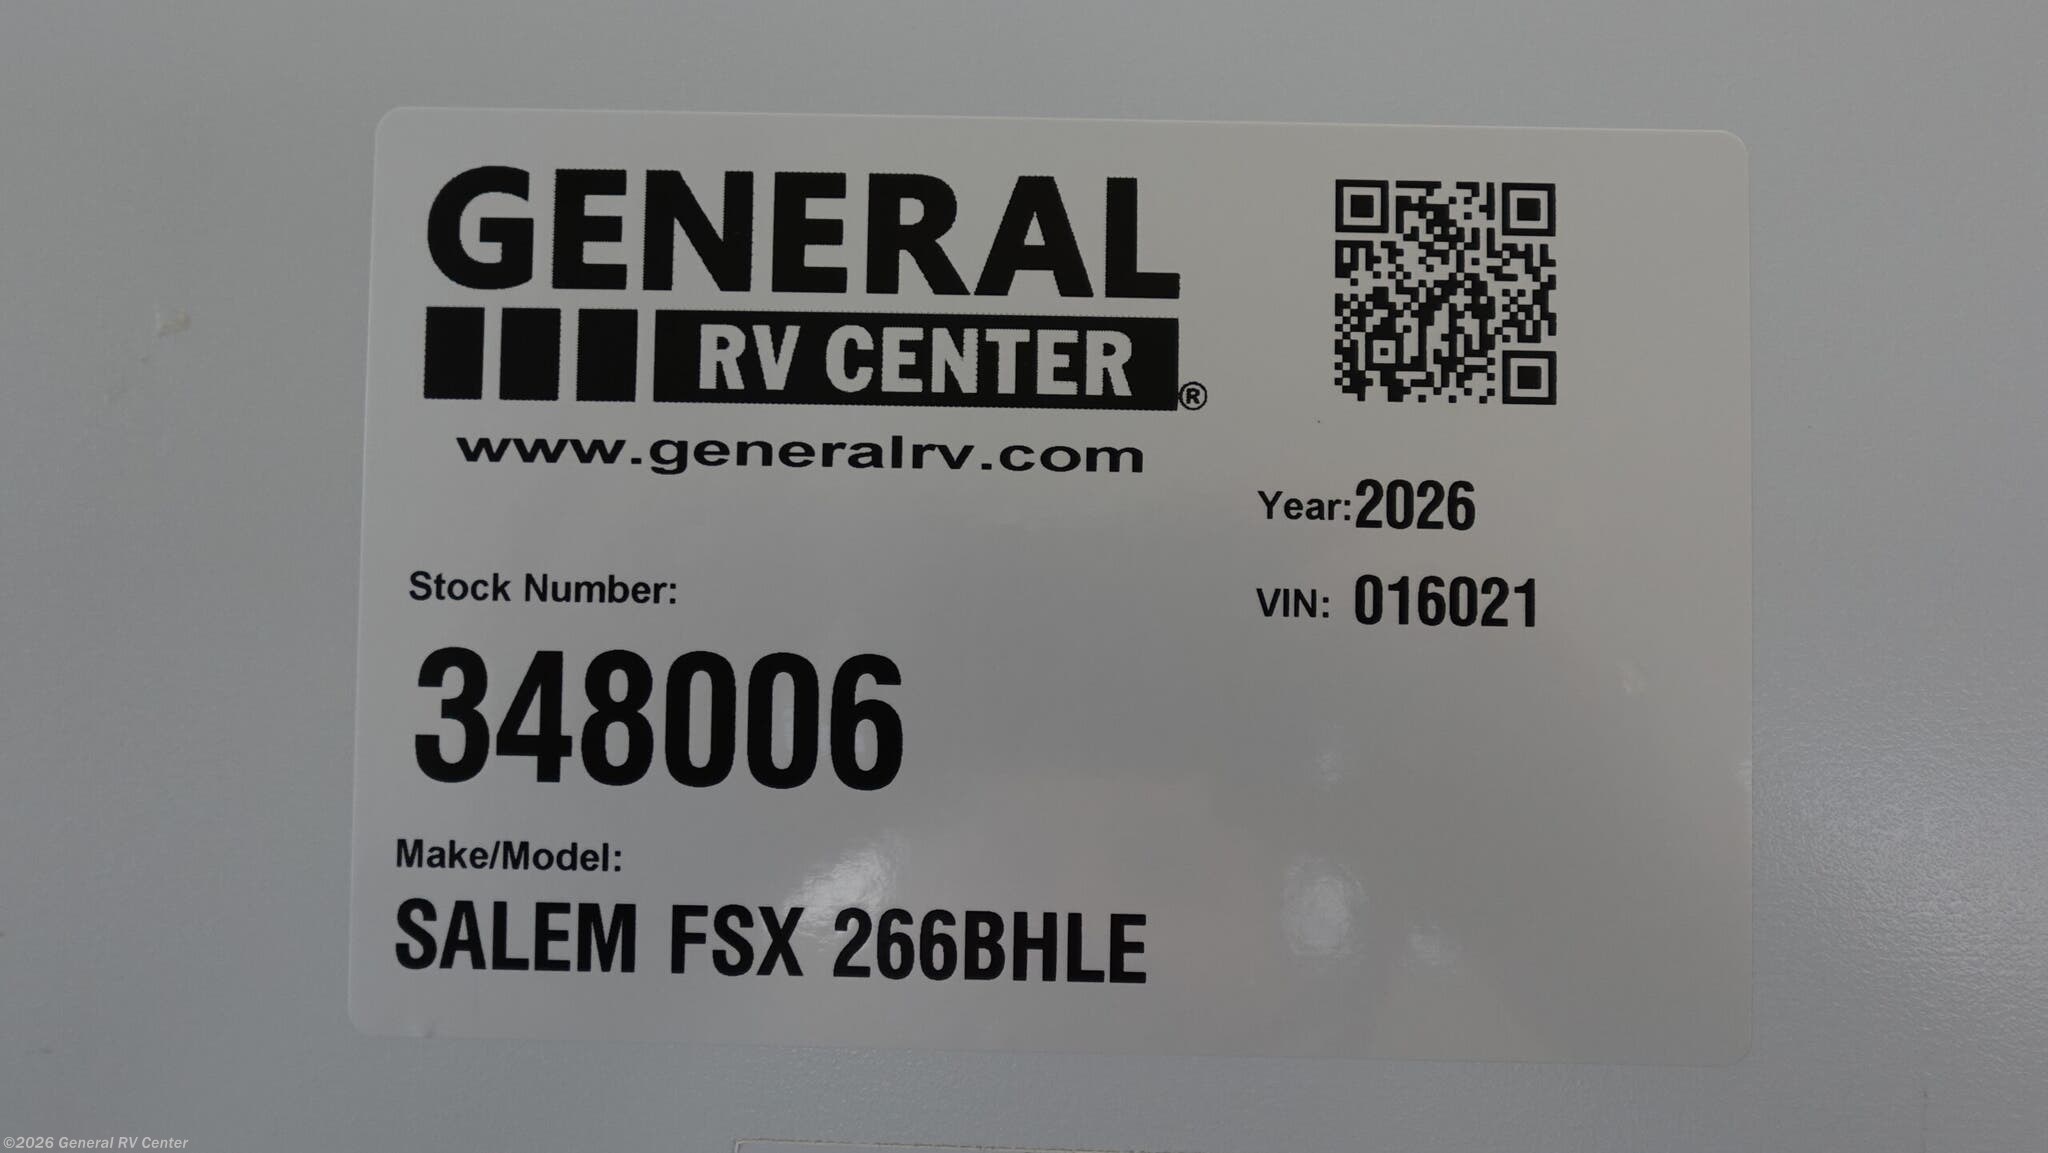 GENERAL
RV CENTER®
www.generalrv.com
Year:2026
Stock Number:
VIN: 016021
348006
Make/Model:
SALEM FSX 266BHLE
©2026 General RV Center